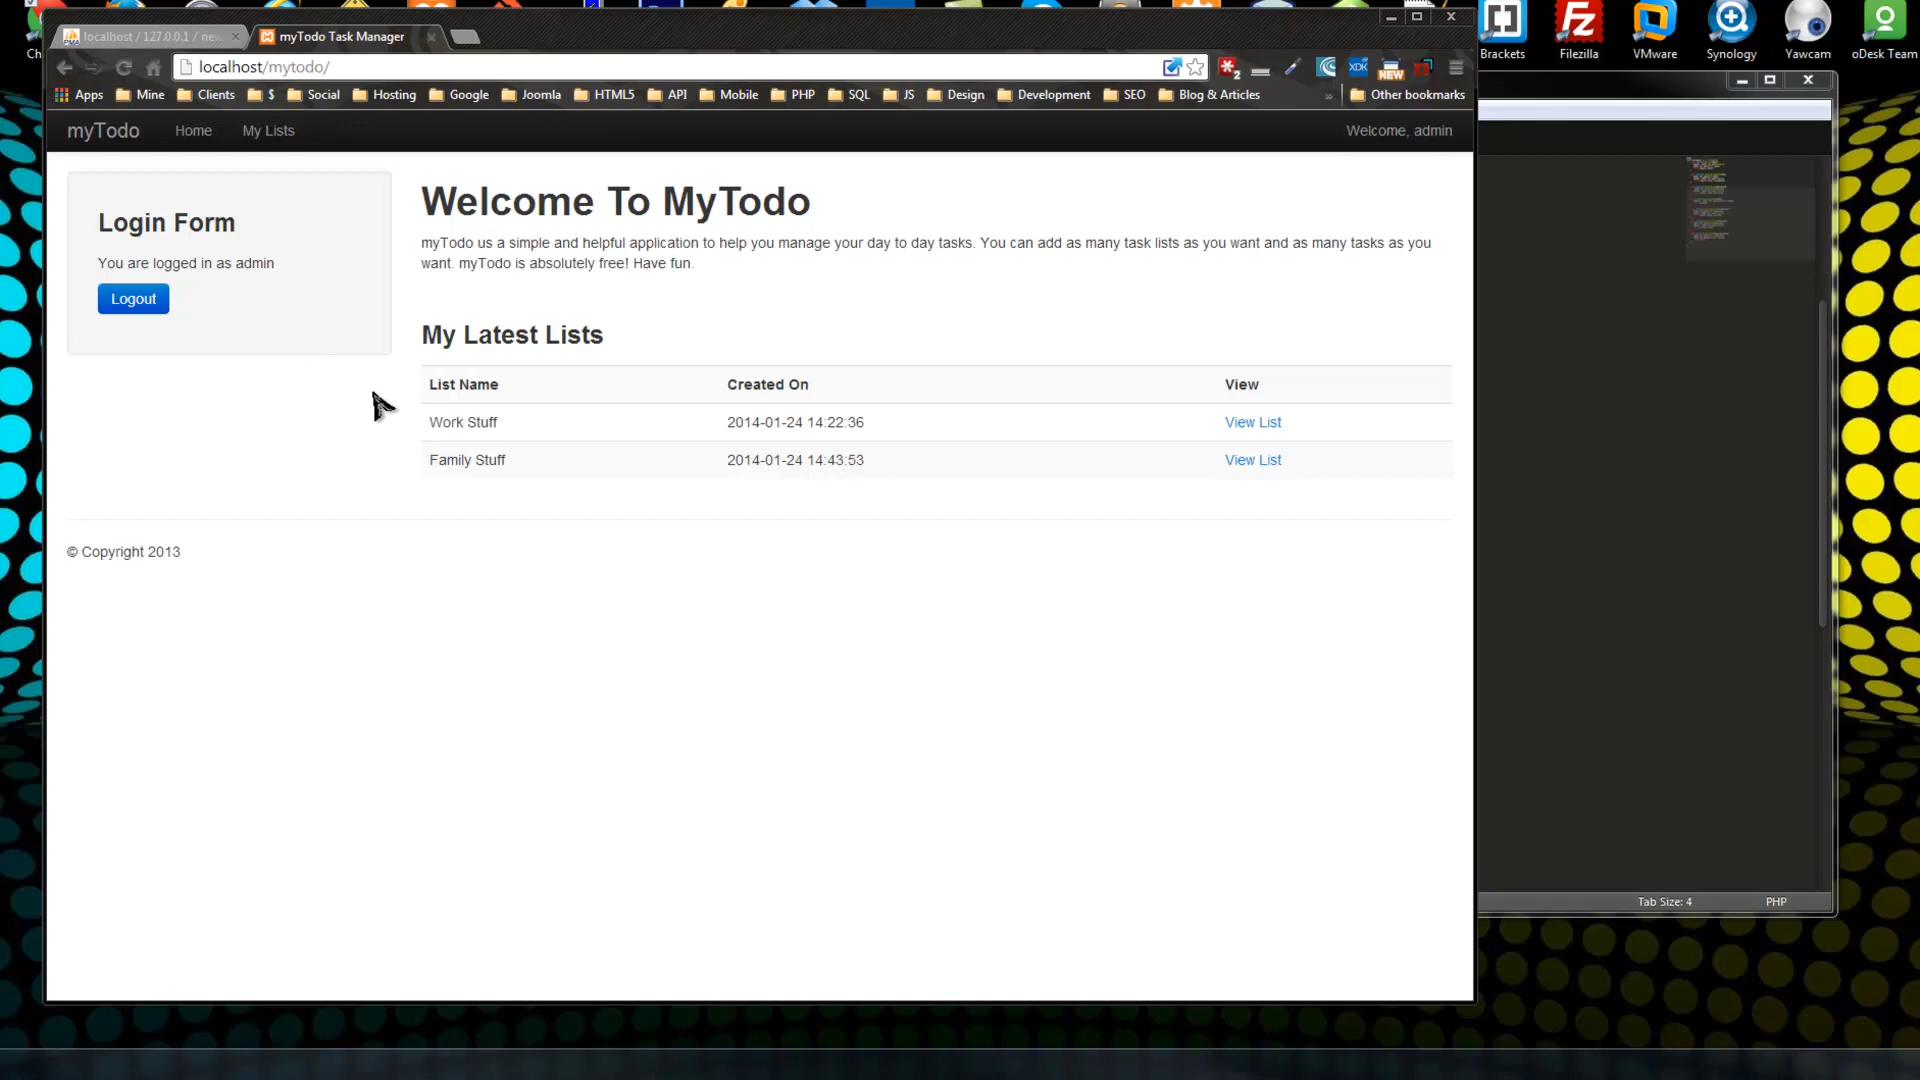 Brackets Filezilla VMware Synology Yawcam oDesk Team
localhost / 127.0.0.1 / new
myTodo Task Manager
localhost/mytodo/
2 XDK NEW
Apps Mine Clients $ Social Hosting Google Joomla HTML5 API Mobile PHP SQL JS Design Development SEO Blog & Articles » Other bookmarks
myTodo Home My Lists Welcome, admin
Login Form
You are logged in as admin
Logout
Welcome To MyTodo
myTodo us a simple and helpful application to help you manage your day to day tasks. You can add as many task lists as you want and as many tasks as you
want. myTodo is absolutely free! Have fun.
My Latest Lists
List Name Created On View
Work Stuff 2014-01-24 14:22:36 View List
Family Stuff 2014-01-24 14:43:53 View List
© Copyright 2013
Tab Size: 4 PHP